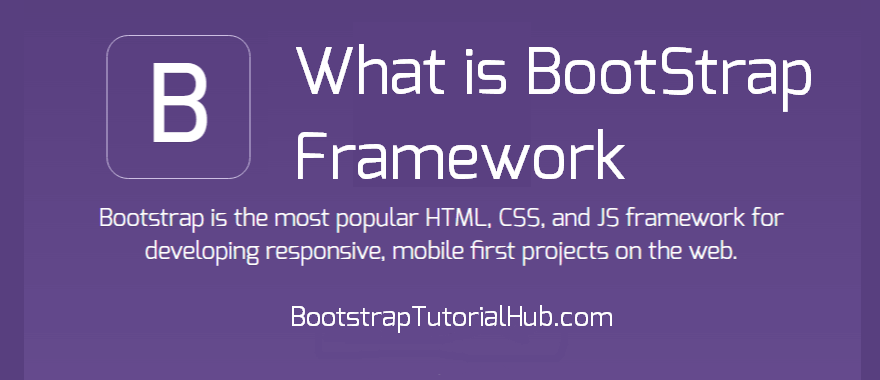 B
What is BootStrap
Framework
Bootstrap is the most popular HTML, CSS, and JS framework for
developing responsive, mobile first projects on the web.
BootstrapTutorialHub.com